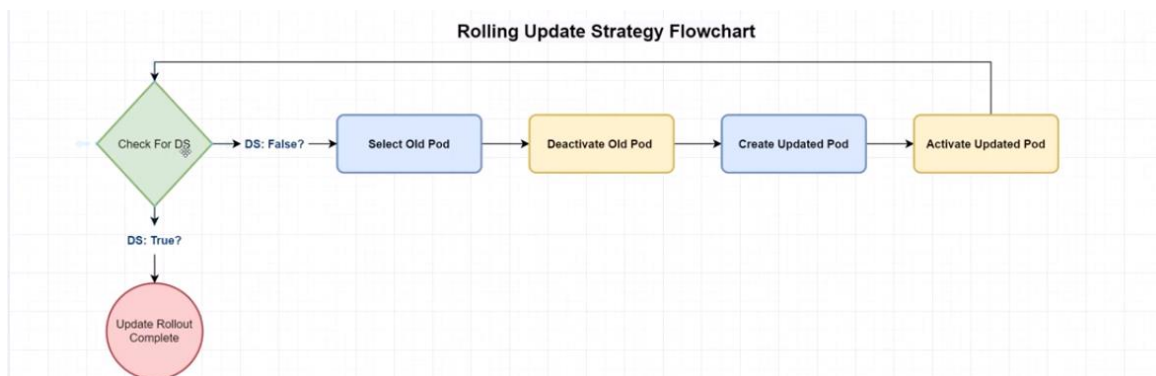 Rolling Update Strategy Flowchart
Check For DS
DS: False?
Select Old Pod
Deactivate Old Pod
Create Updated Pod
Activate Updated Pod
DS: True?
Update Rollout
Complete